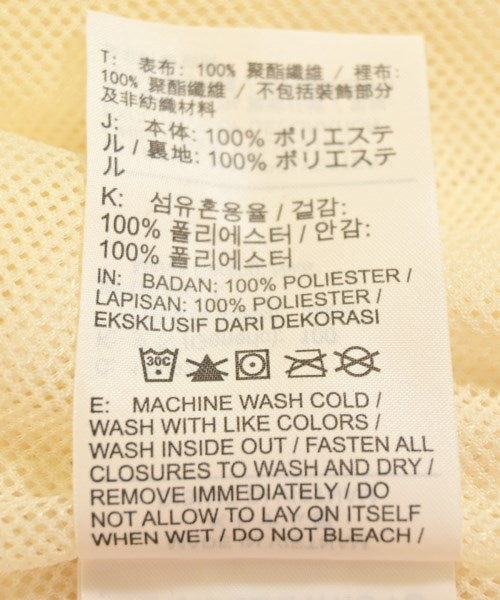 T: 表布: 100% 聚酯纖維 / 裡布:
100% 聚酯纖維 / 不包括裝飾部分
及非紡織材料
J: 本体: 100% ポリエステ
ル / 裏地: 100% ポリエステ
ル
K: 섬유혼용율 / 겉감:
100% 폴리에스터 / 안감:
100% 폴리에스터
IN: BADAN: 100% POLIESTER /
LAPISAN: 100% POLIESTER /
EKSKLUSIF DARI DEKORASI
30C
E: MACHINE WASH COLD /
WASH WITH LIKE COLORS /
WASH INSIDE OUT / FASTEN ALL
CLOSURES TO WASH AND DRY /
REMOVE IMMEDIATELY / DO
NOT ALLOW TO LAY ON ITSELF
WHEN WET / DO NOT BLEACH /